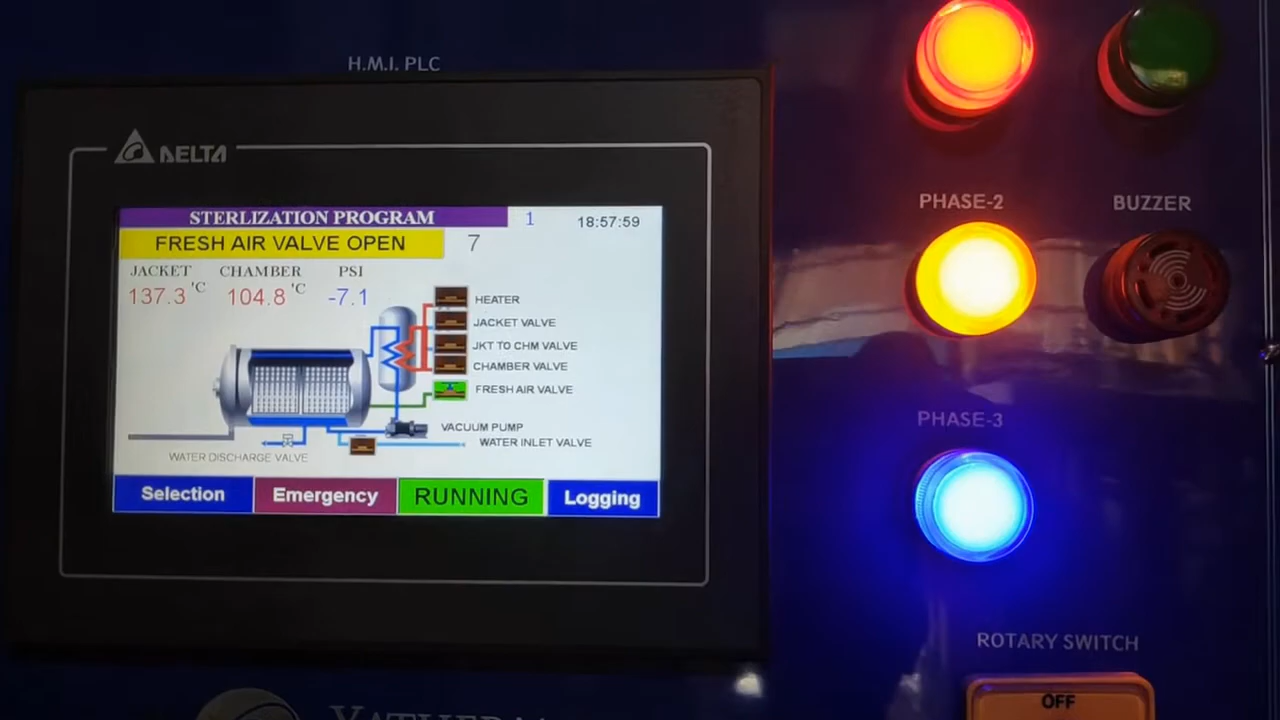 H.M.I. PLC
DELTA
STERLIZATION PROGRAM 1 18:57:59
FRESH AIR VALVE OPEN 7
JACKET CHAMBER PSI
137.3 °C 104.8 °C -7.1
HEATER
JACKET VALVE
JKT TO CHM VALVE
CHAMBER VALVE
FRESH AIR VALVE
VACUUM PUMP
WATER INLET VALVE
WATER DISCHARGE VALVE
Selection Emergency RUNNING Logging
PHASE-2 BUZZER
PHASE-3
ROTARY SWITCH
OFF